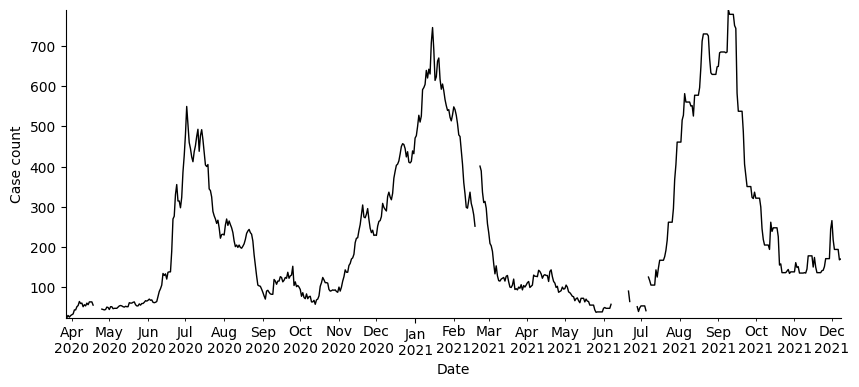 700
600
500
400
300
200
100
Case count
Apr May Jun Jul Aug Sep Oct Nov Dec Jan Feb Mar Apr May Jun Jul Aug Sep Oct Nov Dec
2020 2020 2020 2020 2020 2020 2020 2020 2020 2021 2021 2021 2021 2021 2021 2021 2021 2021 2021 2021 2021
Date